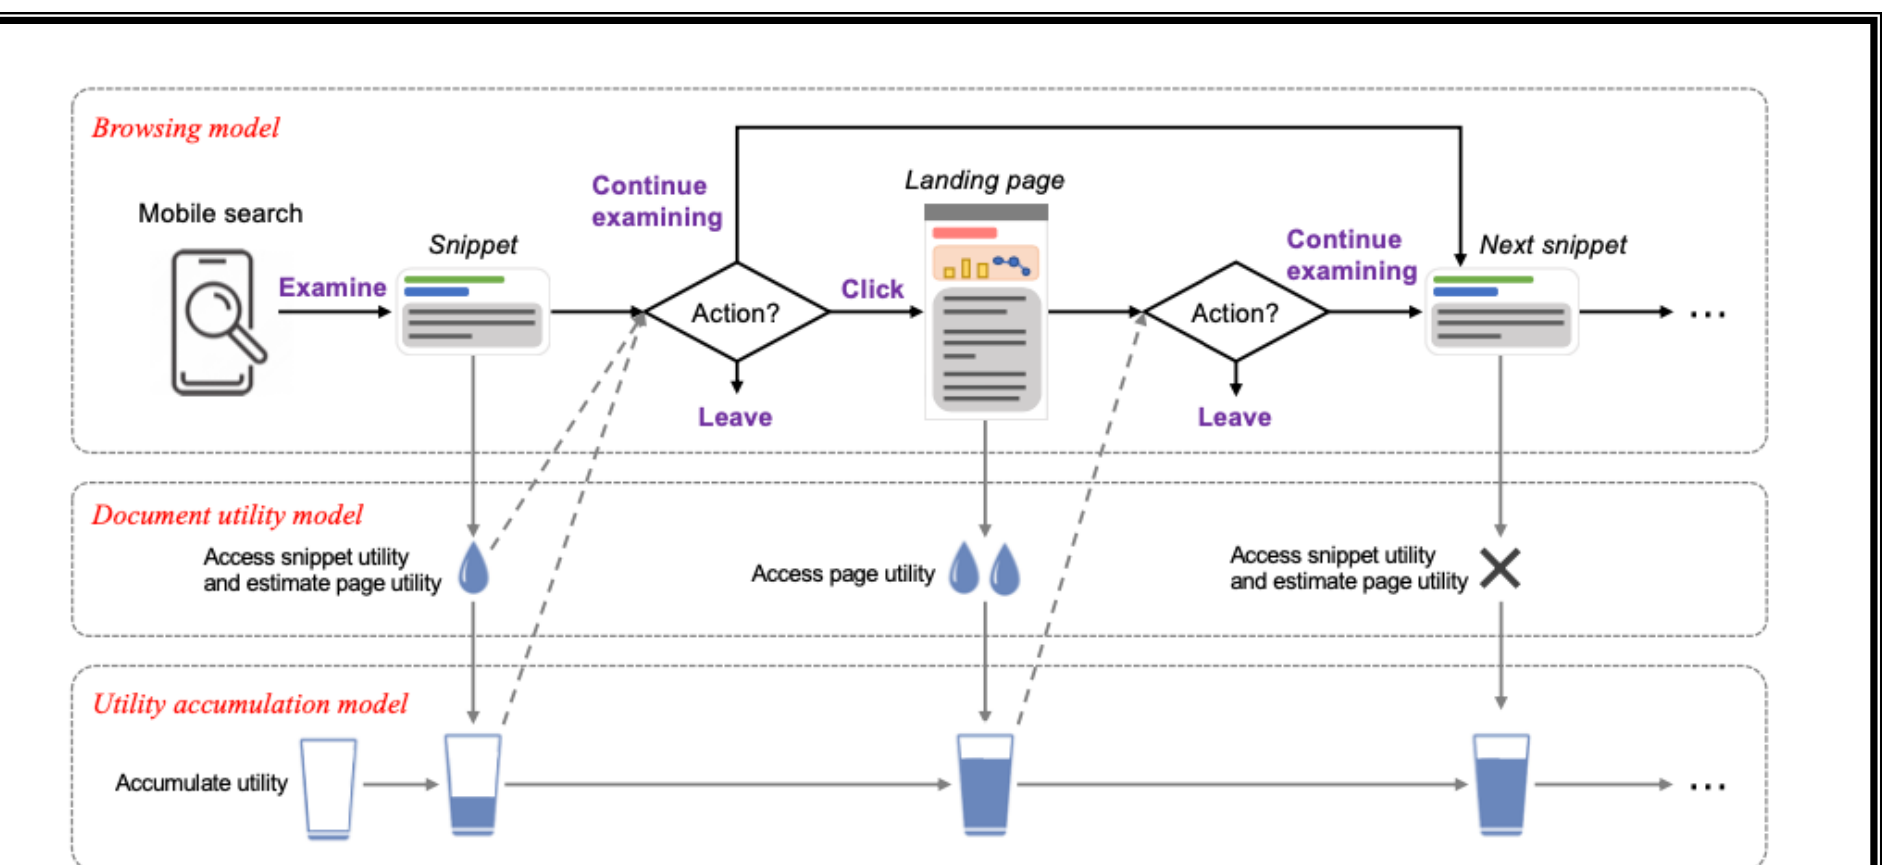 Browsing model
Mobile search
Examine
Snippet
Continue
examining
Action?
Leave
Click
Landing page
Action?
Leave
Continue
examining
Next snippet
...
Document utility model
Access snippet utility
and estimate page utility
Access page utility
Access snippet utility
and estimate page utility
Utility accumulation model
Accumulate utility
...